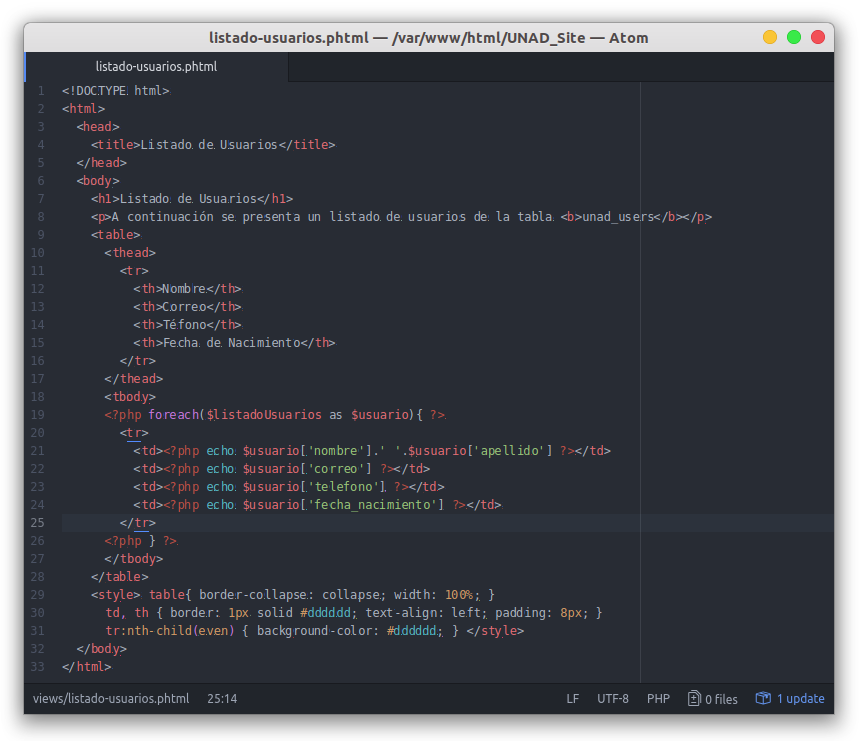 listado-usuarios.phtml — /var/www/html/UNAD_Site — Atom
listado-usuarios.phtml
1 <!DOCTYPE html>
2 <html>
3   <head>
4     <title>Listado de Usuarios</title>
5   </head>
6   <body>
7     <h1>Listado de Usuarios</h1>
8     <p>A continuación se presenta un listado de usuarios de la tabla <b>unad_users</b></p>
9     <table>
10       <thead>
11         <tr>
12           <th>Nombre</th>
13           <th>Correo</th>
14           <th>Téfono</th>
15           <th>Fecha de Nacimiento</th>
16         </tr>
17       </thead>
18       <tbody>
19       <?php foreach($listadoUsuarios as $usuario){ ?>
20         <tr>
21           <td><?php echo $usuario['nombre'].' '.$usuario['apellido'] ?></td>
22           <td><?php echo $usuario['correo'] ?></td>
23           <td><?php echo $usuario['telefono'] ?></td>
24           <td><?php echo $usuario['fecha_nacimiento'] ?></td>
25         </tr>
26       <?php } ?>
27       </tbody>
28     </table>
29     <style> table{ border-collapse: collapse; width: 100%; }
30       td, th { border: 1px solid #dddddd; text-align: left; padding: 8px; }
31       tr:nth-child(even) { background-color: #dddddd; } </style>
32   </body>
33 </html>
views/listado-usuarios.phtml 25:14 LF UTF-8 PHP 0 files 1 update